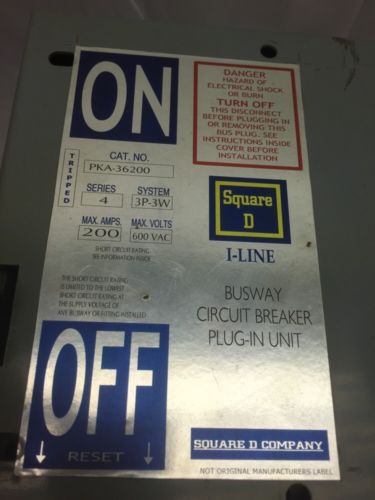 ON
DANGER
HAZARD OF
ELECTRICAL SHOCK
OR BURN
TURN OFF
THIS DISCONNECT
BEFORE PLUGGING IN
OR REMOVING THIS
BUS PLUG. SEE
INSTRUCTIONS INSIDE
COVER BEFORE
INSTALLATION
TRIPPED
CAT. NO.
PKA-36200
SERIES SYSTEM
4 3P-3W
MAX. AMPS. MAX. VOLTS
200 600 VAC
SHORT CIRCUIT RATING
SEE INFORMATION INSIDE
Square
D
I-LINE
THE SHORT CIRCUIT RATING
IS LIMITED TO THE LOWEST
SHORT CIRCUIT RATING AT
THE SUPPLY VOLTAGE OF
ANY BUSWAY OR FITTING INSTALLED
BUSWAY
CIRCUIT BREAKER
PLUG-IN UNIT
OFF
↓ RESET ↓
SQUARE D COMPANY
NOT ORIGINAL MANUFACTURERS LABEL